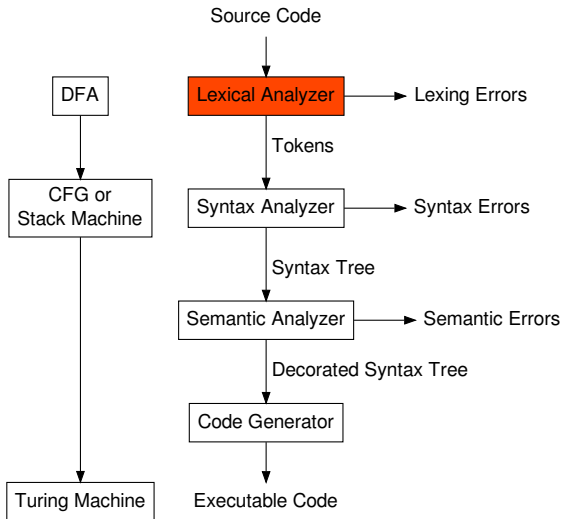 Source Code
DFA
Lexical Analyzer
Lexing Errors
Tokens
CFG or
Stack Machine
Syntax Analyzer
Syntax Errors
Syntax Tree
Semantic Analyzer
Semantic Errors
Decorated Syntax Tree
Code Generator
Turing Machine
Executable Code